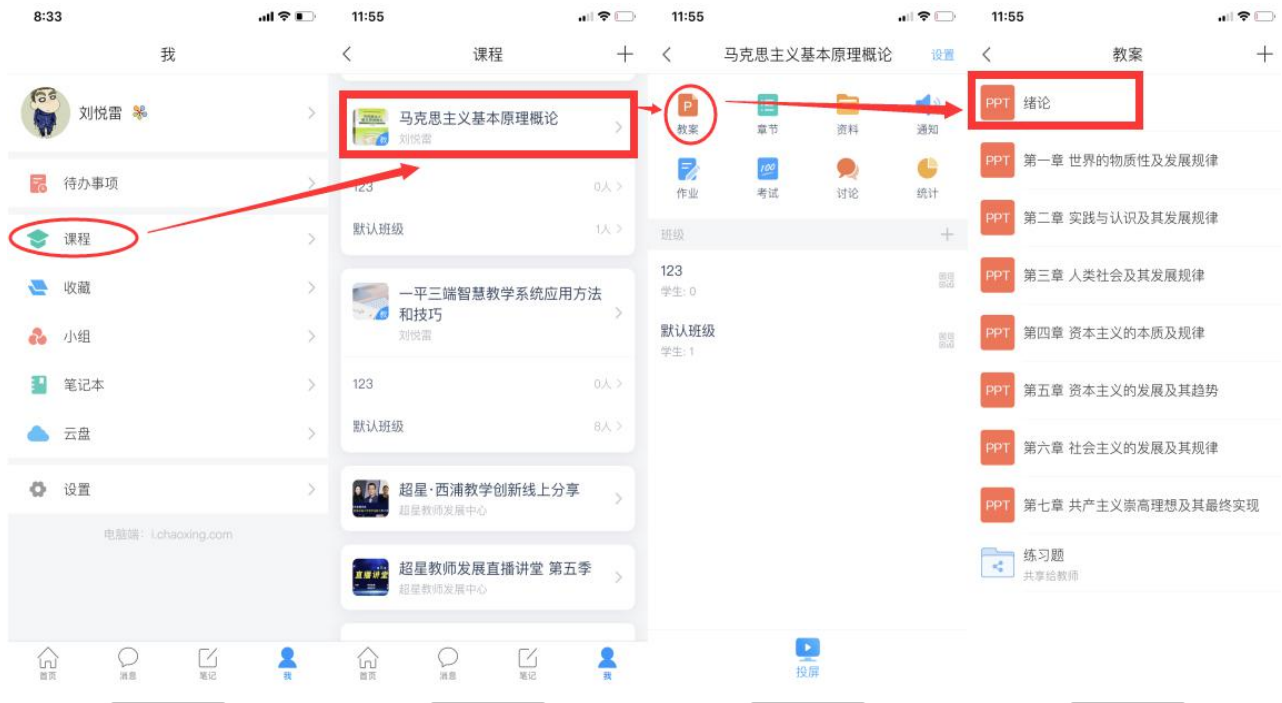 8:33
我
刘悦雷
待办事项
课程
收藏
小组
笔记本
云盘
设置
电脑端：i.chaoxing.com
首页
消息
笔记
我
11:55
课程
马克思主义基本原理概论
刘悦雷
123
0人
默认班级
1人
一平三端智慧教学系统应用方法
和技巧
刘悦雷
123
0人
默认班级
8人
超星·西浦教学创新线上分享
超星教师发展中心
直播讲堂
超星教师发展直播讲堂 第五季
超星教师发展中心
首页
消息
笔记
我
11:55
马克思主义基本原理概论
设置
P
教案
章节
资料
通知
100
作业
考试
讨论
统计
班级
123
学生: 0
默认班级
学生: 1
投屏
11:55
教案
PPT 绪论
PPT 第一章 世界的物质性及发展规律
PPT 第二章 实践与认识及其发展规律
PPT 第三章 人类社会及其发展规律
PPT 第四章 资本主义的本质及规律
PPT 第五章 资本主义的发展及其趋势
PPT 第六章 社会主义的发展及其规律
PPT 第七章 共产主义崇高理想及其最终实现
练习题
共享给教师